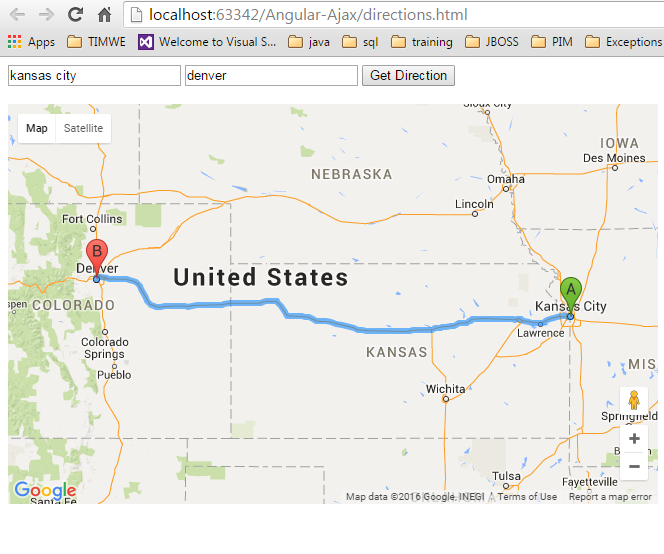 localhost:63342/Angular-Ajax/directions.html
Apps TIMWE Welcome to Visual S... java sql training JBOSS PIM Exceptions
kansas city denver Get Direction
Map Satellite
Sioux City
IOWA
Des Moines
NEBRASKA
Omaha
Lincoln
Fort Collins
B
Denver
United States
A
Kansas City
COLORADO
Lawrence
Colorado
Springs
KANSAS
MIS
Pueblo
Wichita
Springfield
Tulsa
Fayetteville
Google
Santa Fe
Map data ©2016 Google, INEGI Terms of Use Report a map error